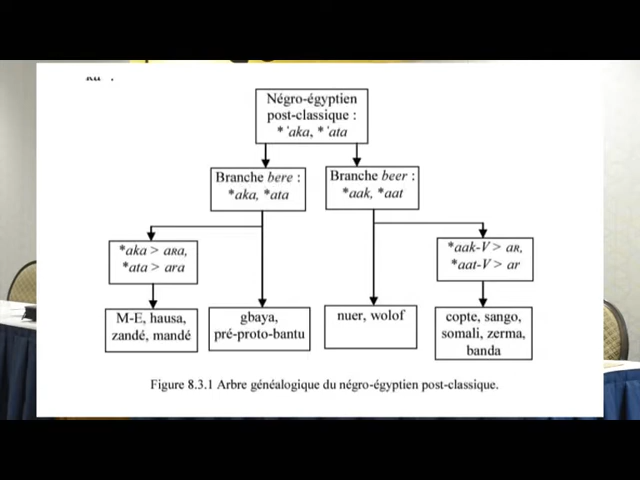 Négro-égyptien
post-classique :
*ʾaka, *ʾata
Branche bere :
*aka, *ata
Branche beer :
*aak, *aat
*aka > aʀa,
*ata > ara
*aak-V > aʀ,
*aat-V > ar
M-E, hausa,
zandé, mandé
gbaya,
pré-proto-bantu
nuer, wolof
copte, sango,
somali, zerma,
banda
Figure 8.3.1 Arbre généalogique du négro-égyptien post-classique.